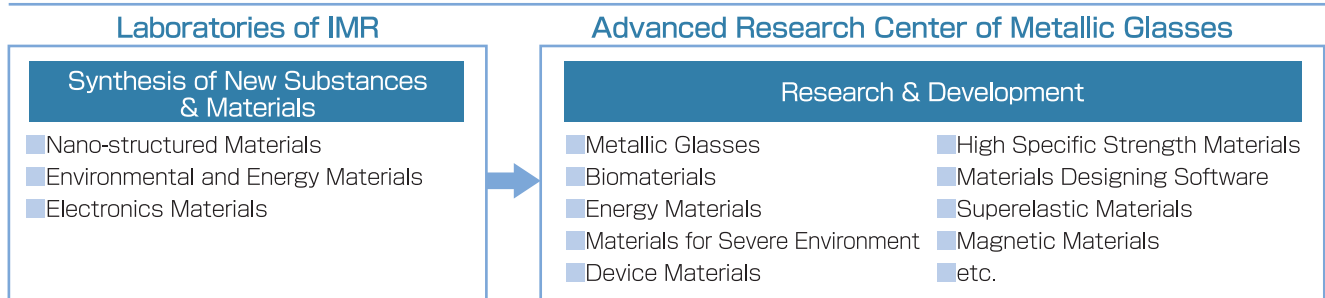 Laboratories of IMR
Synthesis of New Substances
& Materials
Nano-structured Materials
Environmental and Energy Materials
Electronics Materials
Advanced Research Center of Metallic Glasses
Research & Development
Metallic Glasses
Biomaterials
Energy Materials
Materials for Severe Environment
Device Materials
High Specific Strength Materials
Materials Designing Software
Superelastic Materials
Magnetic Materials
etc.